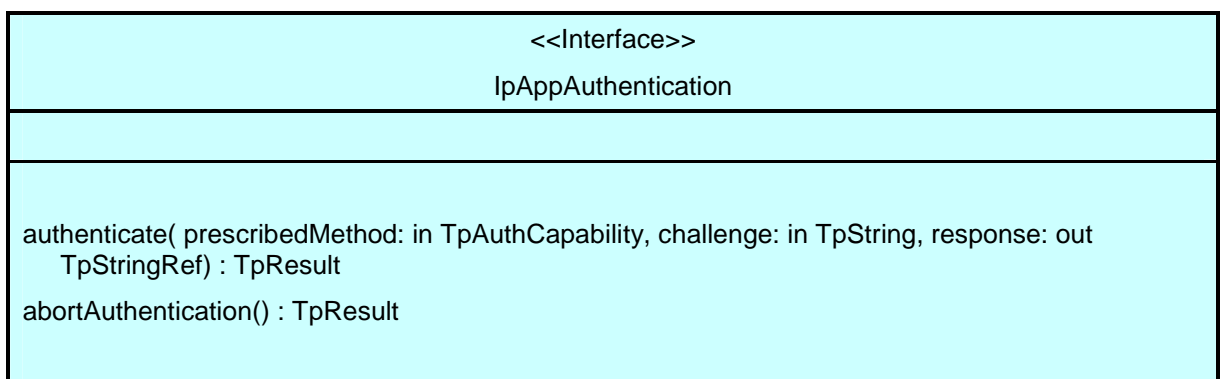 <<Interface>>
IpAppAuthentication
authenticate( prescribedMethod: in TpAuthCapability, challenge: in TpString, response: out
TpStringRef) : TpResult
abortAuthentication() : TpResult